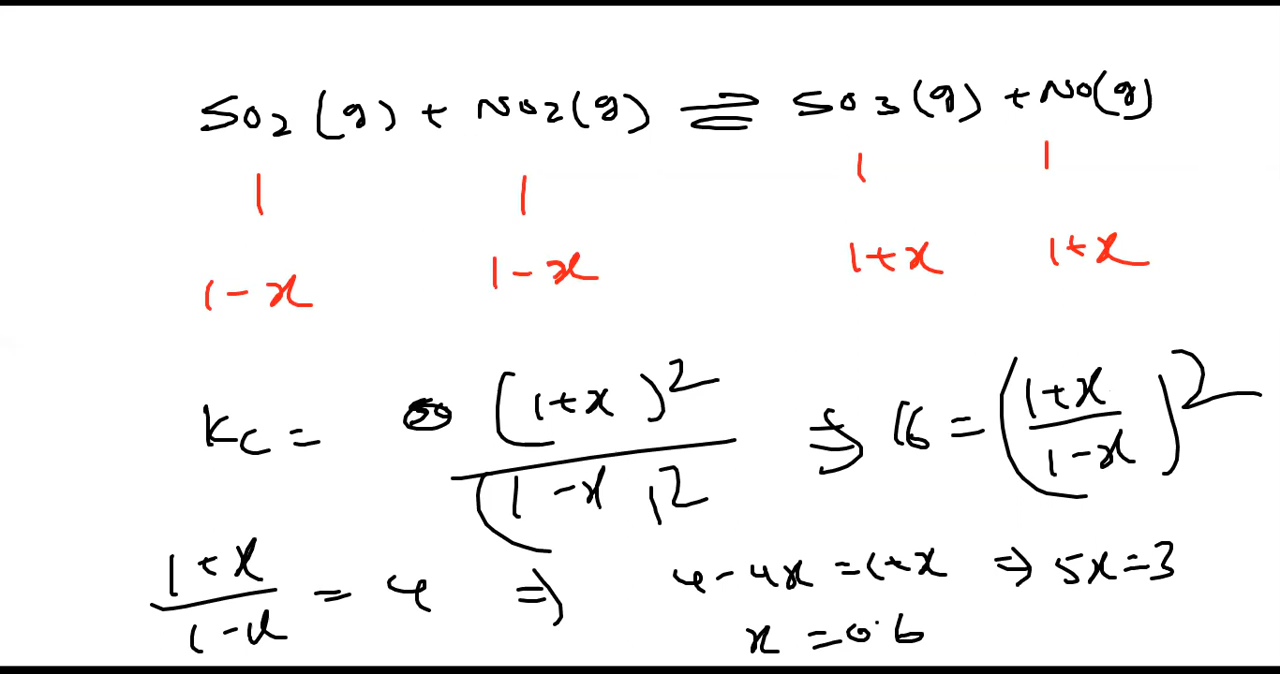 SO2(g) + NO2(g) ⇌ SO3(g) + NO(g)
1 1 1 1
1-x 1-x 1+x 1+x
Kc = (1+x)2 / (1-x)2 ⇒ 16 = (1+x / 1-x)2
1+x / 1-x = 4 ⇒ 4-4x = 1+x ⇒ 5x=3
x = 0.6